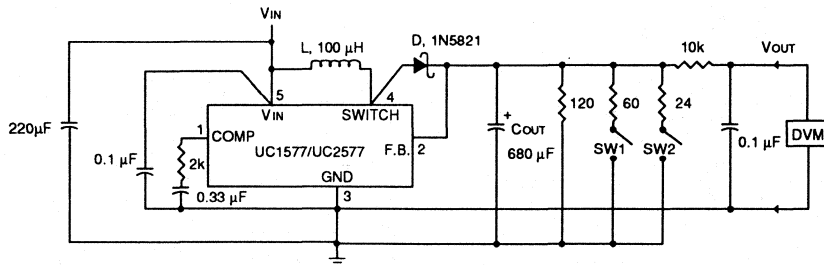 VIN
L, 100 µH
D, 1N5821
10k
VOUT
5
4
VIN
SWITCH
120
60
24
220µF
1
COMP
+
COUT
DVM
UC1577/UC2577
F.B.
2
0.1 µF
2k
680 µF
SW1
SW2
0.1 µF
GND
0.33 µF
3